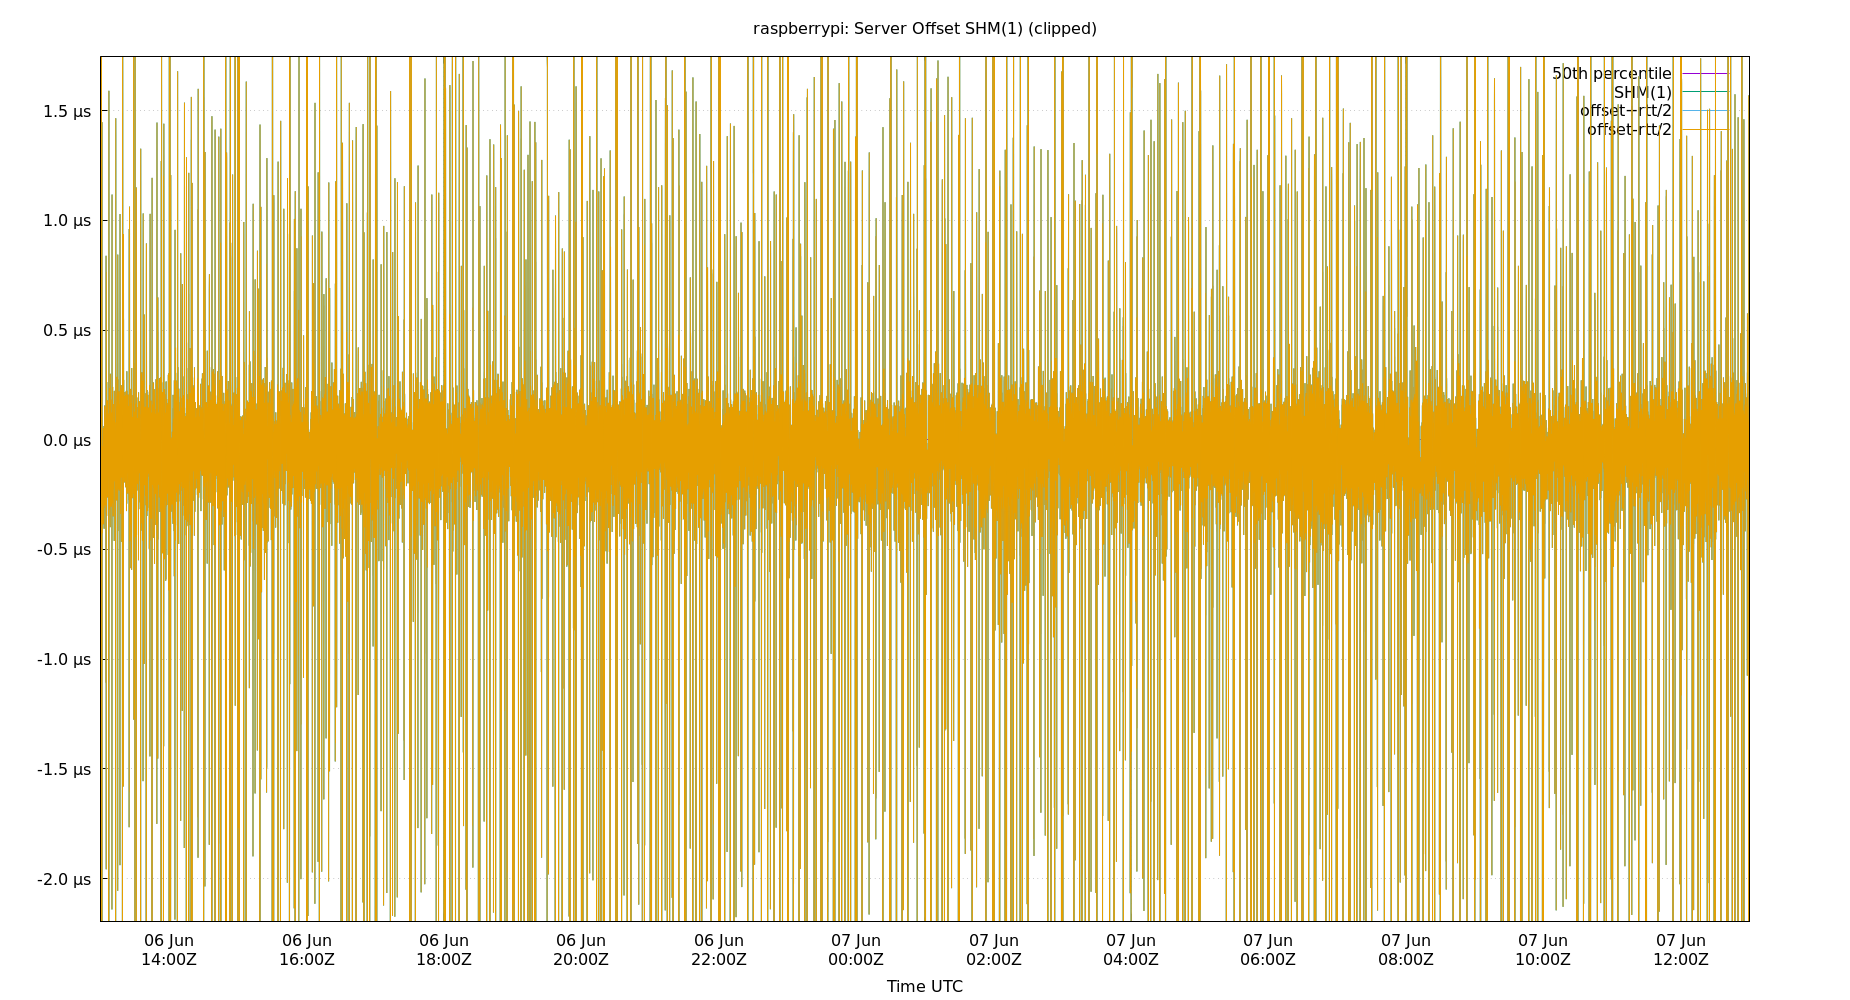 raspberrypi: Server Offset SHM(1) (clipped)
50th percentile
SHM(1)
offset+rtt/2
offset-rtt/2
1.5 µs
1.0 µs
0.5 µs
0.0 µs
-0.5 µs
-1.0 µs
-1.5 µs
-2.0 µs
06 Jun 06 Jun 06 Jun 06 Jun 06 Jun 07 Jun 07 Jun 07 Jun 07 Jun 07 Jun 07 Jun 07 Jun
14:00Z 16:00Z 18:00Z 20:00Z 22:00Z 00:00Z 02:00Z 04:00Z 06:00Z 08:00Z 10:00Z 12:00Z
Time UTC